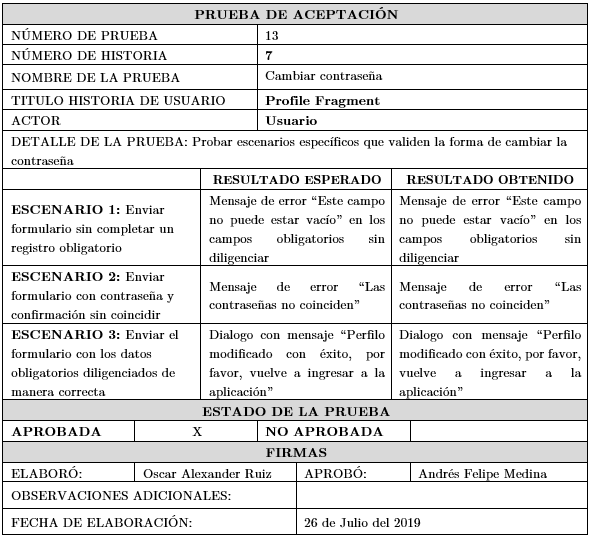 PRUEBA DE ACEPTACIÓN
NÚMERO DE PRUEBA 13
NÚMERO DE HISTORIA 7
NOMBRE DE LA PRUEBA Cambiar contraseña
TITULO HISTORIA DE USUARIO Profile Fragment
ACTOR Usuario
DETALLE DE LA PRUEBA: Probar escenarios específicos que validen la forma de cambiar la
contraseña
RESULTADO ESPERADO RESULTADO OBTENIDO
ESCENARIO 1: Enviar
formulario sin completar un
registro obligatorio
Mensaje de error “Este campo
no puede estar vacío” en los
campos obligatorios sin
diligenciar
Mensaje de error “Este campo
no puede estar vacío” en los
campos obligatorios sin
diligenciar
ESCENARIO 2: Enviar
formulario con contraseña y
confirmación sin coincidir
Mensaje de error “Las
contraseñas no coinciden”
Mensaje de error “Las
contraseñas no coinciden”
ESCENARIO 3: Enviar el
formulario con los datos
obligatorios diligenciados de
manera correcta
Dialogo con mensaje “Perfilo
modificado con éxito, por
favor, vuelve a ingresar a la
aplicación”
Dialogo con mensaje “Perfilo
modificado con éxito, por favor,
vuelve a ingresar a la
aplicación”
ESTADO DE LA PRUEBA
APROBADA X NO APROBADA
FIRMAS
ELABORÓ: Oscar Alexander Ruiz APROBÓ: Andrés Felipe Medina
OBSERVACIONES ADICIONALES:
FECHA DE ELABORACIÓN: 26 de Julio del 2019